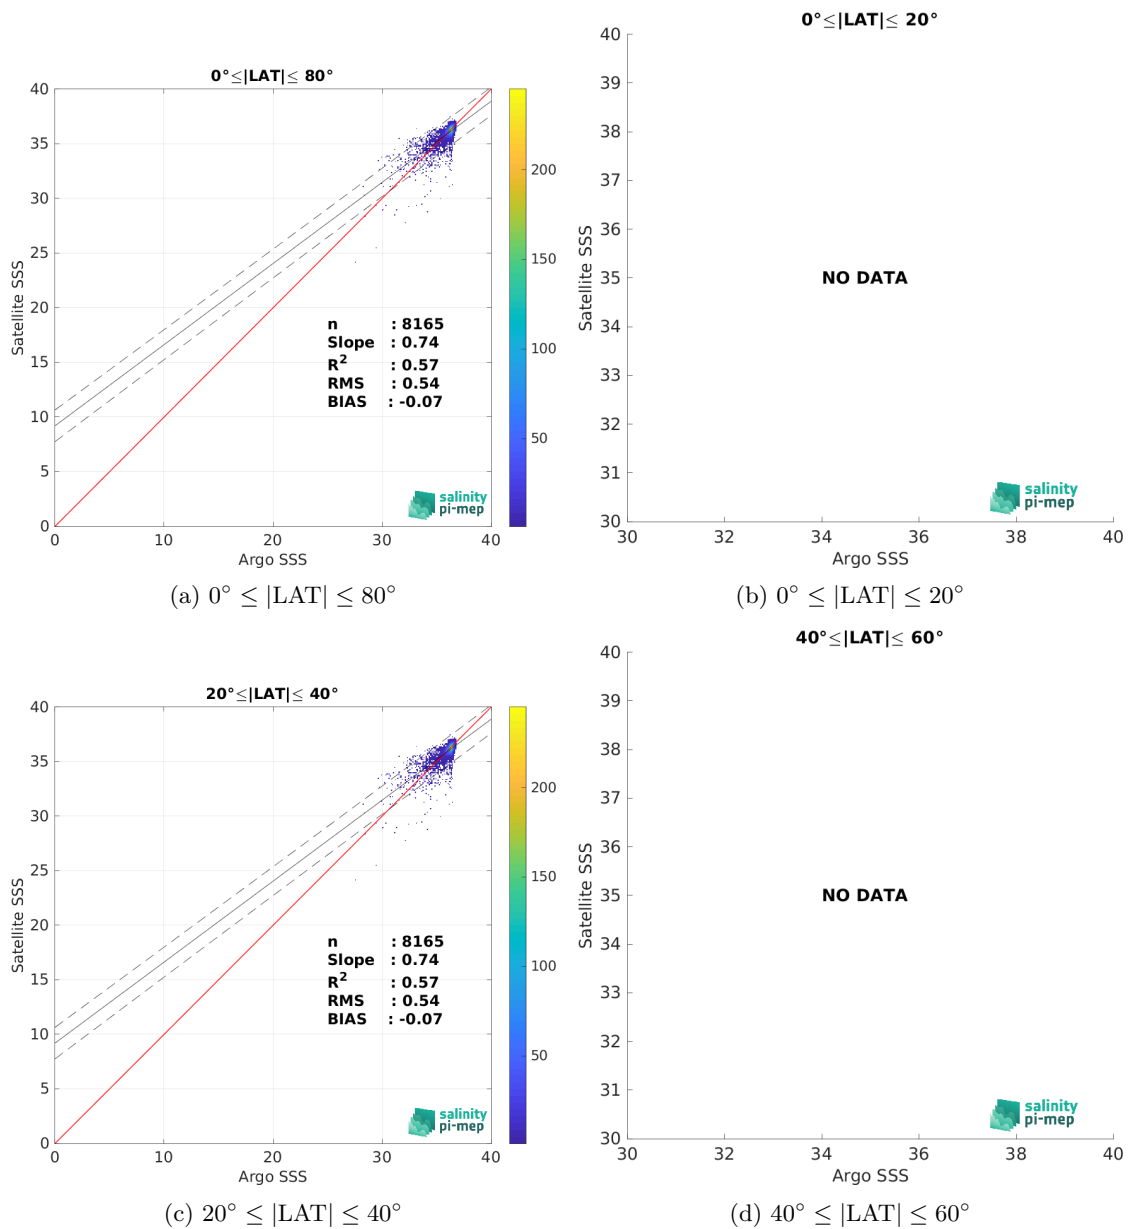 0°≤|LAT|≤ 80°
40
35
30
25
20
15
10
5
0
Satellite SSS
0
10
20
30
40
Argo SSS
200
150
100
50
n : 8165
Slope : 0.74
R² : 0.57
RMS : 0.54
BIAS : -0.07
salinity
pi-mep
(a) 0° ≤ |LAT| ≤ 80°
0°≤|LAT|≤ 20°
40
39
38
37
36
35
34
33
32
31
30
Satellite SSS
NO DATA
salinity
pi-mep
30
32
34
36
38
40
Argo SSS
(b) 0° ≤ |LAT| ≤ 20°
20°≤|LAT|≤ 40°
40
35
30
25
20
15
10
5
0
Satellite SSS
0
10
20
30
40
Argo SSS
200
150
100
50
n : 8165
Slope : 0.74
R² : 0.57
RMS : 0.54
BIAS : -0.07
salinity
pi-mep
(c) 20° ≤ |LAT| ≤ 40°
40°≤|LAT|≤ 60°
40
39
38
37
36
35
34
33
32
31
30
Satellite SSS
NO DATA
salinity
pi-mep
30
32
34
36
38
40
Argo SSS
(d) 40° ≤ |LAT| ≤ 60°